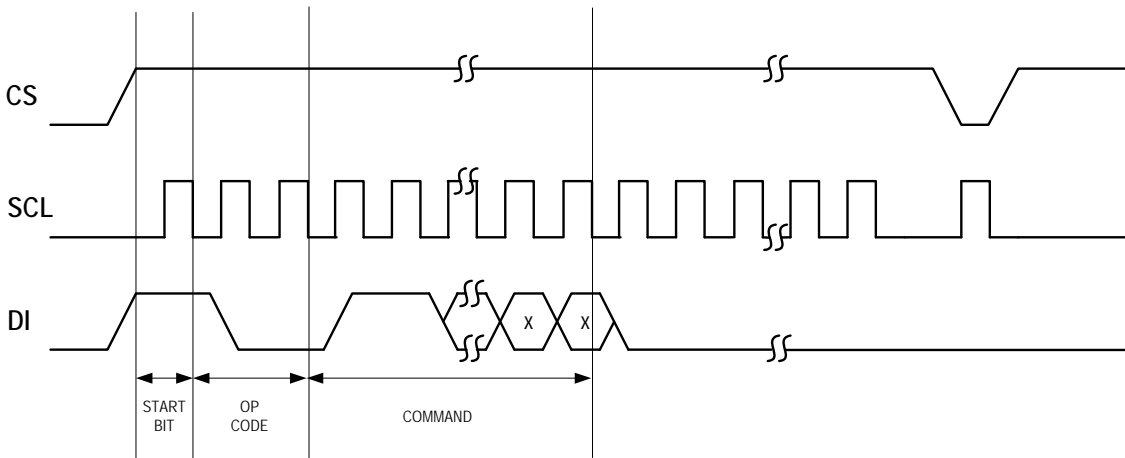 CS
SCL
DI
X
X
START
BIT
OP
CODE
COMMAND